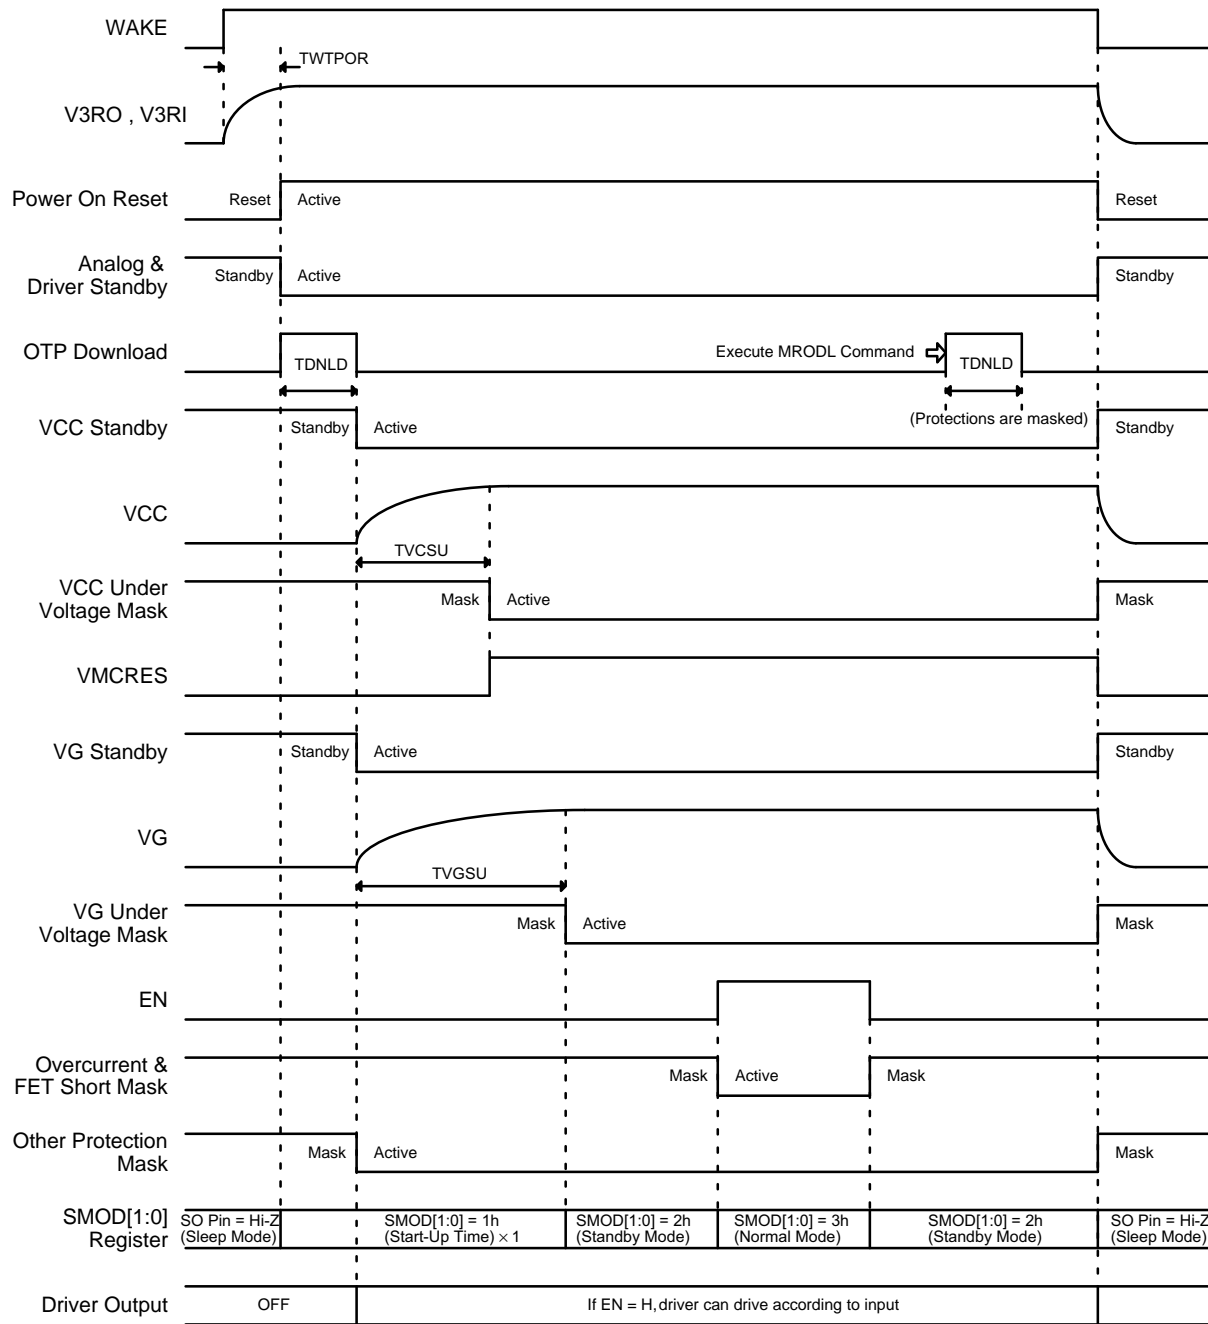 WAKE
TWTPOR
V3RO , V3RI
Power On Reset
Reset
Active
Reset
Analog &
Driver Standby
Standby
Active
Standby
OTP Download
TDNLD
Execute MRODL Command
TDNLD
(Protections are masked)
VCC Standby
Standby
Active
Standby
VCC
TVCSU
VCC Under
Voltage Mask
Mask
Active
Mask
VMCRES
VG Standby
Standby
Active
Standby
VG
TVGSU
VG Under
Voltage Mask
Mask
Active
Mask
EN
Overcurrent &
FET Short Mask
Mask
Active
Mask
Other Protection
Mask
Mask
Active
Mask
SMOD[1:0]
Register
SO Pin = Hi-Z
(Sleep Mode)
SMOD[1:0] = 1h
(Start-Up Time) × 1
SMOD[1:0] = 2h
(Standby Mode)
SMOD[1:0] = 3h
(Normal Mode)
SMOD[1:0] = 2h
(Standby Mode)
SO Pin = Hi-Z
(Sleep Mode)
Driver Output
OFF
If EN = H, driver can drive according to input